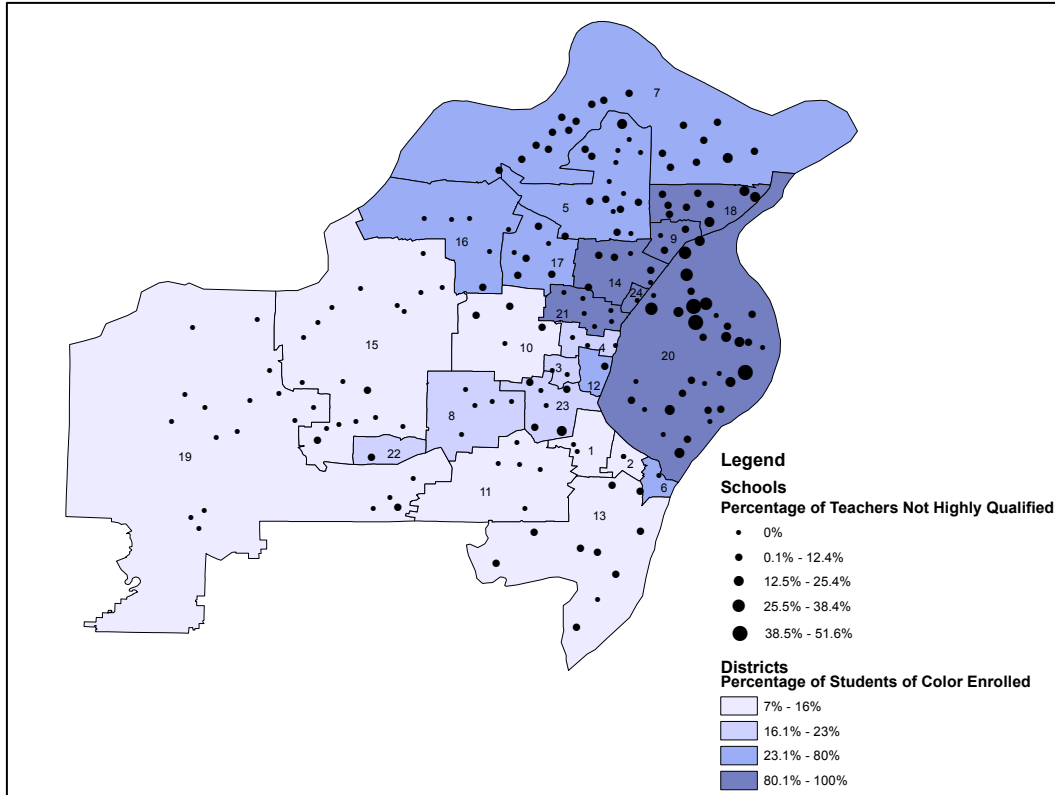 7
18
5
9
16
17
14
24
21
20
15
10
4
3
12
8
23
19
22
1
2
6
11
13
Legend
Schools
Percentage of Teachers Not Highly Qualified
0%
0.1% - 12.4%
12.5% - 25.4%
25.5% - 38.4%
38.5% - 51.6%
Districts
Percentage of Students of Color Enrolled
7% - 16%
16.1% - 23%
23.1% - 80%
80.1% - 100%